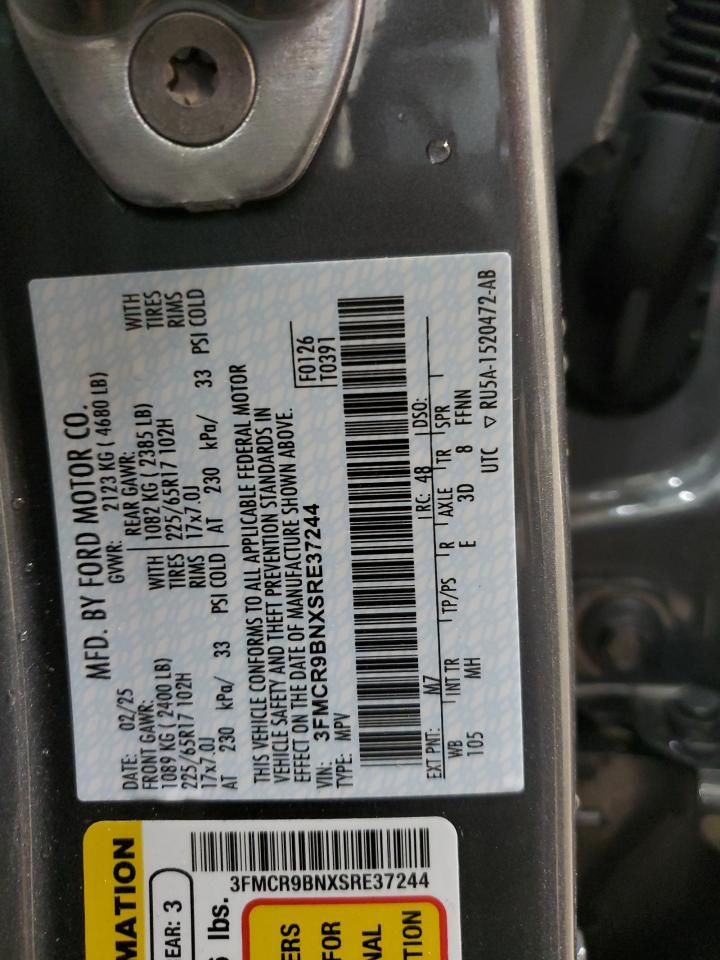 MFD. BY FORD MOTOR CO.
DATE: 02/25 GVWR: 2123 KG ( 4680 LB)
FRONT GAWR: REAR GAWR:
1089 KG ( 2400 LB) WITH 1082 KG ( 2385 LB) WITH
225/65R17 102H TIRES 225/65R17 102H TIRES
17x7.0J RIMS 17x7.0J RIMS
AT 230 kPa/ 33 PSI COLD AT 230 kPa/ 33 PSI COLD
THIS VEHICLE CONFORMS TO ALL APPLICABLE FEDERAL MOTOR
VEHICLE SAFETY AND THEFT PREVENTION STANDARDS IN
EFFECT ON THE DATE OF MANUFACTURE SHOWN ABOVE.
F0126
T0391
VIN: 3FMCR9BNXSRE37244
TYPE: MPV
EXT PNT: M7 RC: 48 DSO:
WB INT TR TP/PS R AXLE TR SPR
105 MH E 3D 8 FFNN
UTC ▽ RU5A-1520472-AB
MATION
EAR: 3
lbs.
3FMCR9BNXSRE37244
ERS
FOR
NAL
TION